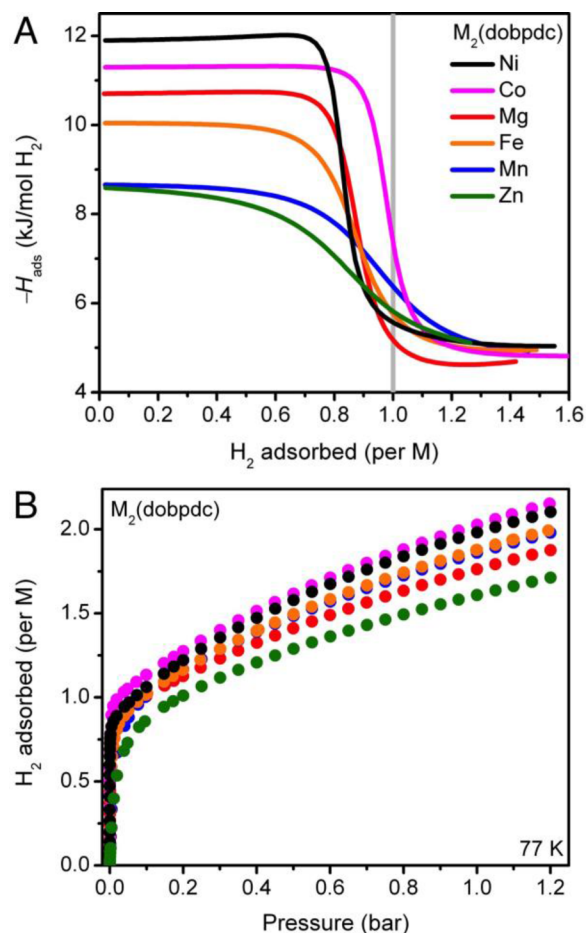 A
M₂(dobpdc)
Ni
Co
Mg
Fe
Mn
Zn
12
10
8
6
4
–H_ads (kJ/mol H₂)
0.0 0.2 0.4 0.6 0.8 1.0 1.2 1.4 1.6
H₂ adsorbed (per M)
B
M₂(dobpdc)
2.0
1.5
1.0
0.5
0.0
H₂ adsorbed (per M)
77 K
0.0 0.2 0.4 0.6 0.8 1.0 1.2
Pressure (bar)